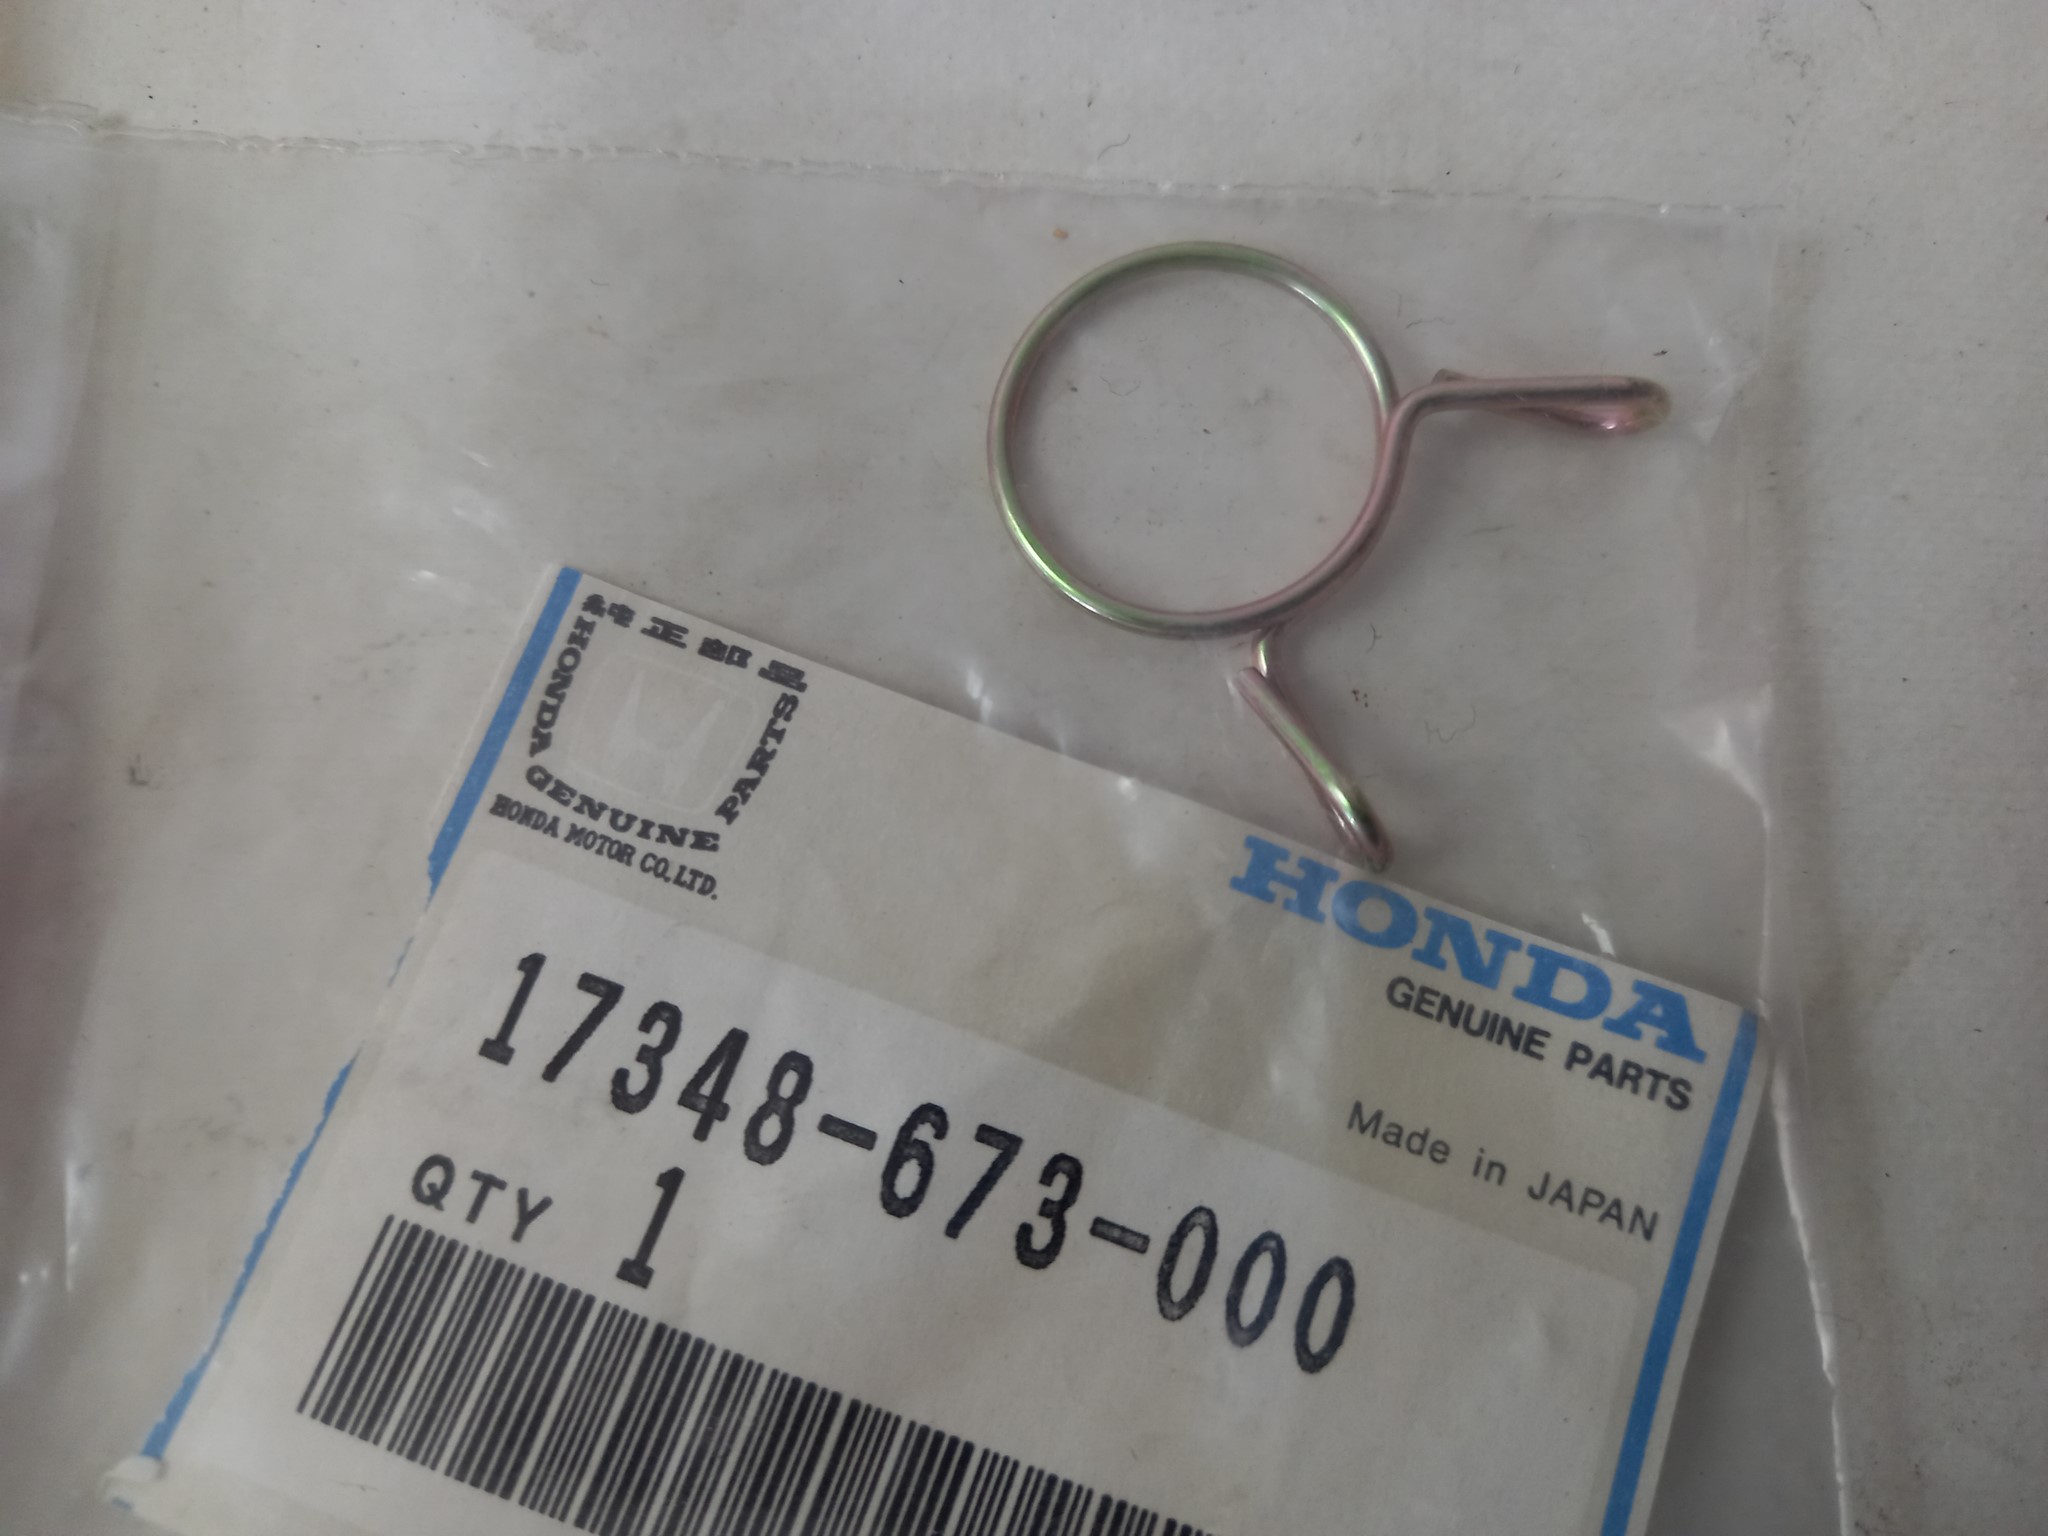 純正部品
HONDA GENUINE PARTS
HONDA MOTOR CO., LTD.
HONDA
GENUINE PARTS
Made in JAPAN
17348-673-000
QTY 1